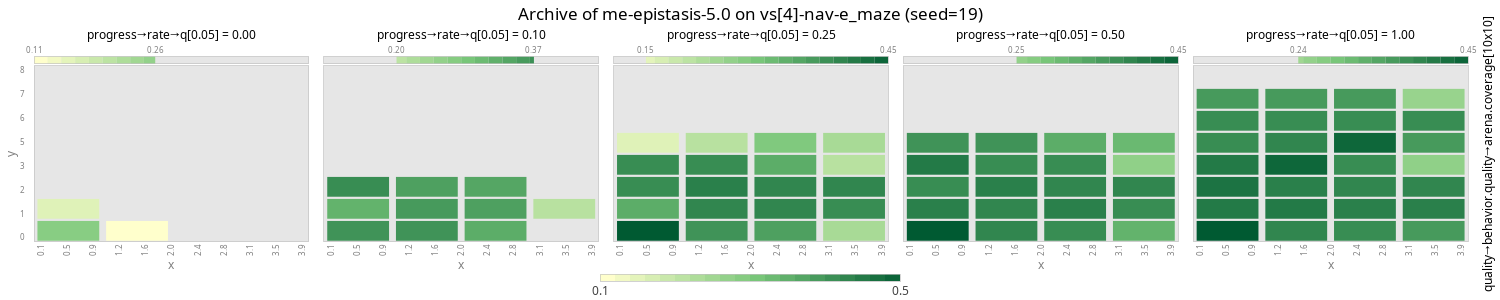 Archive of me-epistasis-5.0 on vs[4]-nav-e_maze (seed=19)
progress→rate→q[0.05] = 0.00
progress→rate→q[0.05] = 0.10
progress→rate→q[0.05] = 0.25
progress→rate→q[0.05] = 0.50
progress→rate→q[0.05] = 1.00
0.11 0.26
0.20 0.37
0.15 0.45
0.25 0.45
0.24 0.45
8
7
6
5
3
2
1
0
y
0.1 0.5 0.9 1.2 1.6 2.0 2.4 2.8 3.1 3.5 3.9
0.1 0.5 0.9 1.2 1.6 2.0 2.4 2.8 3.1 3.5 3.9
0.1 0.5 0.9 1.2 1.6 2.0 2.4 2.8 3.1 3.5 3.9
0.1 0.5 0.9 1.2 1.6 2.0 2.4 2.8 3.1 3.5 3.9
0.1 0.5 0.9 1.2 1.6 2.0 2.4 2.8 3.1 3.5 3.9
x
x
x
x
x
0.1 0.5
quality→behavior.quality→arena.coverage[10x10]